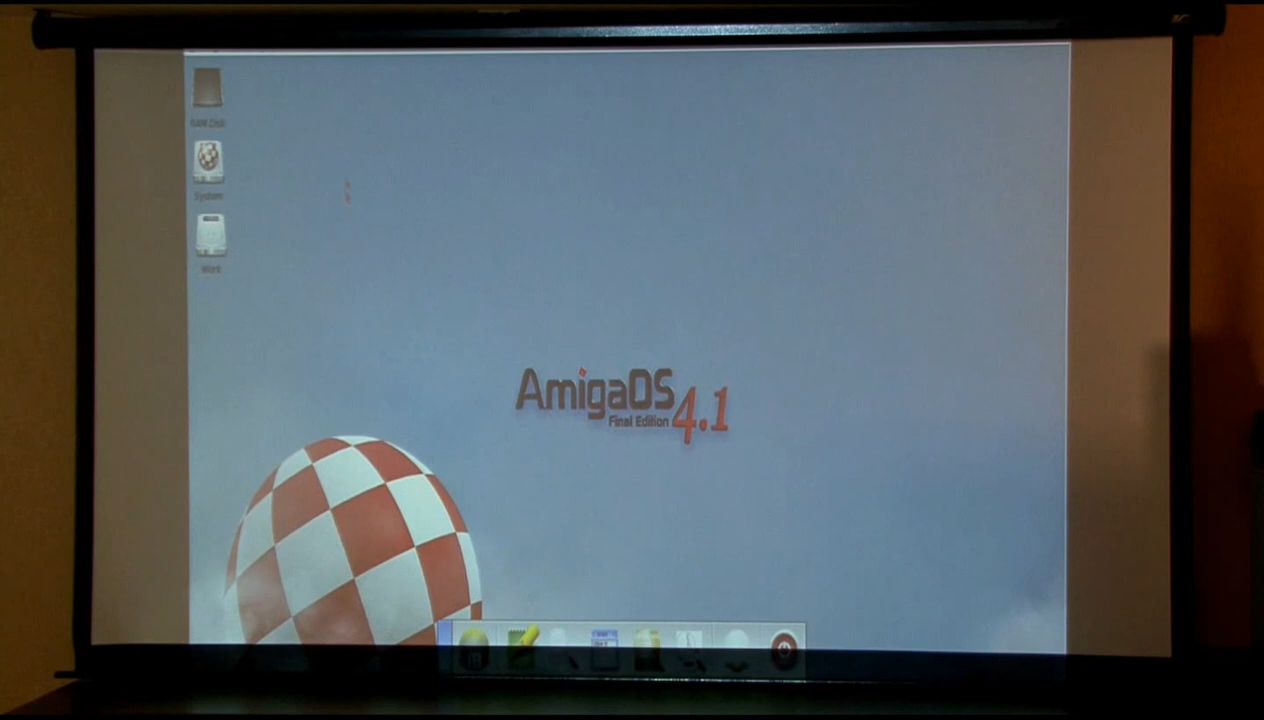 RAM Disk
System
Work
AmigaOS 4.1
Final Edition